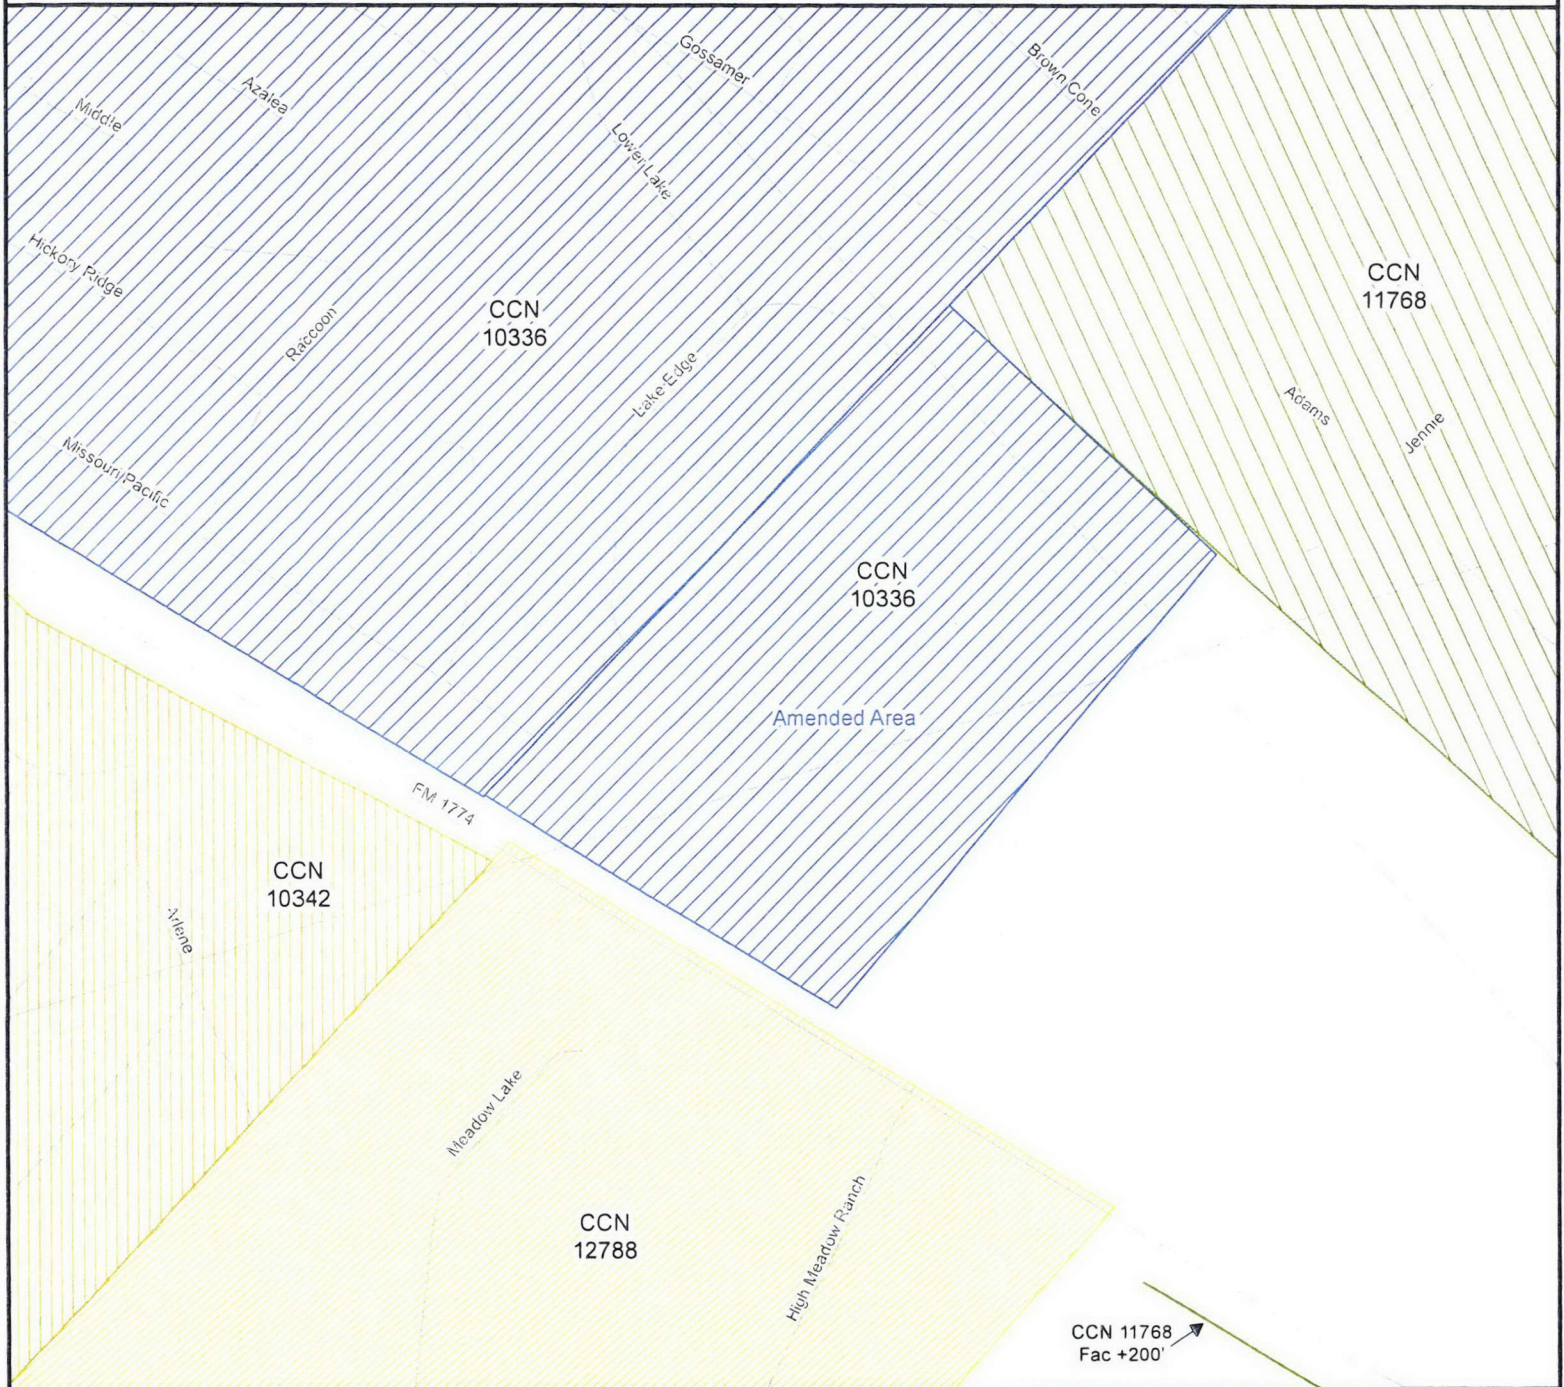 Gossamer
Brown Cone
Azalea
Middle
Lower Lake
Hickory Ridge
CCN
11768
CCN
10336
Raccoon
Lake Edge
Adams
Jennie
Missouri Pacific
CCN
10336
Amended Area
FM 1774
CCN
10342
Arlene
Meadow Lake
High Meadow Ranch
CCN
12788
CCN 11768
Fac +200'